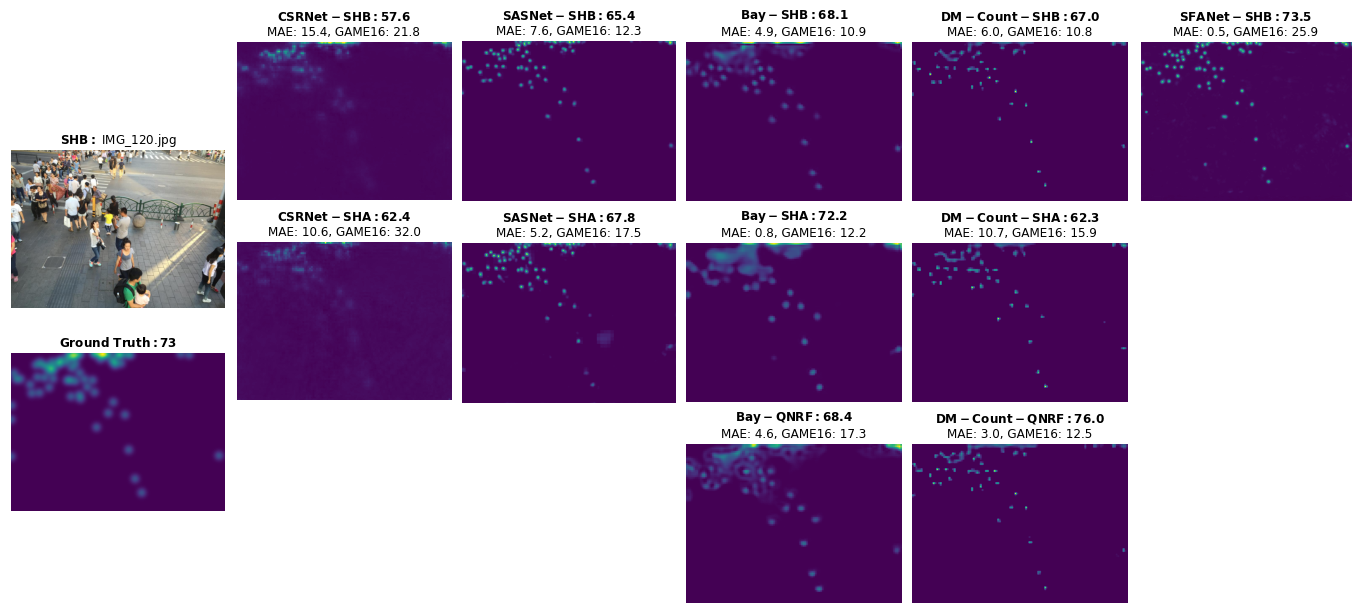 SHB: IMG_120.jpg
Ground Truth: 73
CSRNet-SHB: 57.6
MAE: 15.4, GAME16: 21.8
SASNet-SHB: 65.4
MAE: 7.6, GAME16: 12.3
Bay-SHB: 68.1
MAE: 4.9, GAME16: 10.9
DM-Count-SHB: 67.0
MAE: 6.0, GAME16: 10.8
SFANet-SHB: 73.5
MAE: 0.5, GAME16: 25.9
CSRNet-SHA: 62.4
MAE: 10.6, GAME16: 32.0
SASNet-SHA: 67.8
MAE: 5.2, GAME16: 17.5
Bay-SHA: 72.2
MAE: 0.8, GAME16: 12.2
DM-Count-SHA: 62.3
MAE: 10.7, GAME16: 15.9
Bay-QNRF: 68.4
MAE: 4.6, GAME16: 17.3
DM-Count-QNRF: 76.0
MAE: 3.0, GAME16: 12.5